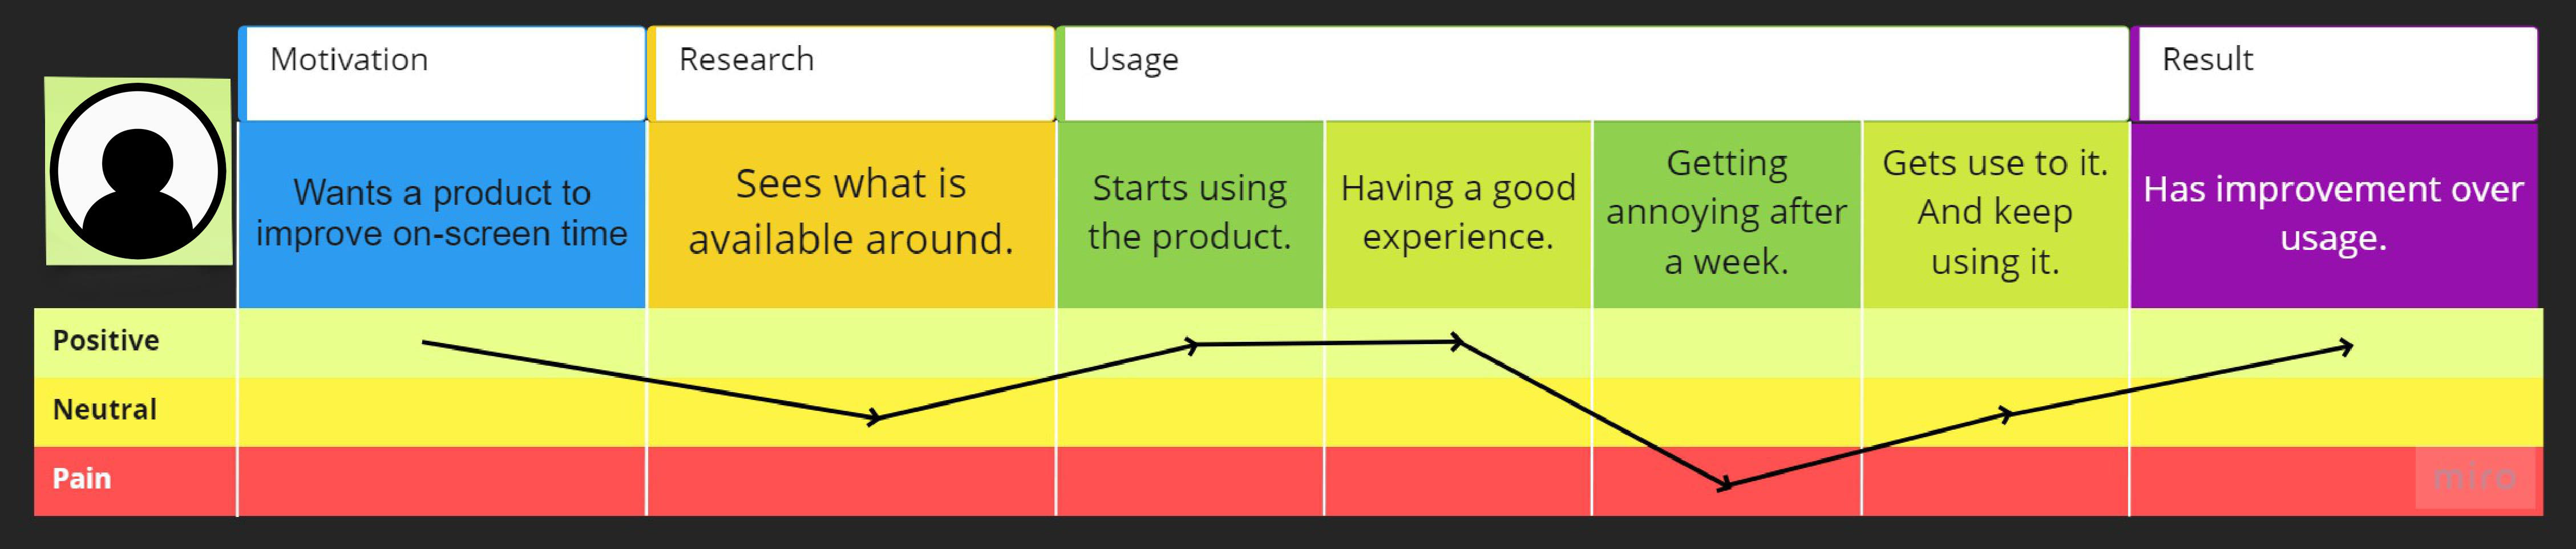 Motivation
Research
Usage
Result
Wants a product to
improve on-screen time
Sees what is
available around.
Starts using
the product.
Having a good
experience.
Getting
annoying after
a week.
Gets use to it.
And keep
using it.
Has improvement over
usage.
Positive
Neutral
Pain
miro